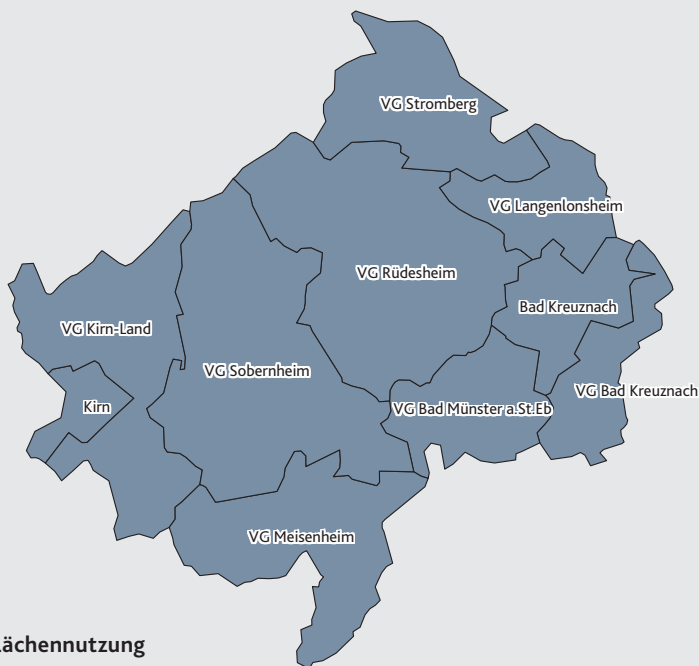 VG Stromberg
VG Langenlonsheim
VG Rüdesheim
Bad Kreuznach
VG Kirn-Land
VG Sobernheim
VG Bad Kreuznach
Kirn
VG Bad Münster a.St.Eb
VG Meisenheim
ächennutzung